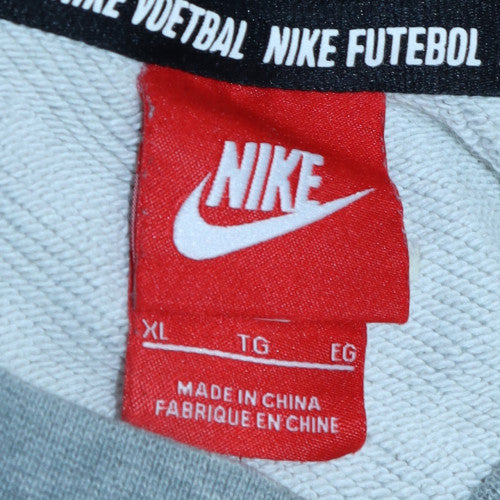 NIKE VOETBAL NIKE FUTEBOL
NIKE
XL TG EG
MADE IN CHINA
FABRIQUE EN CHINE